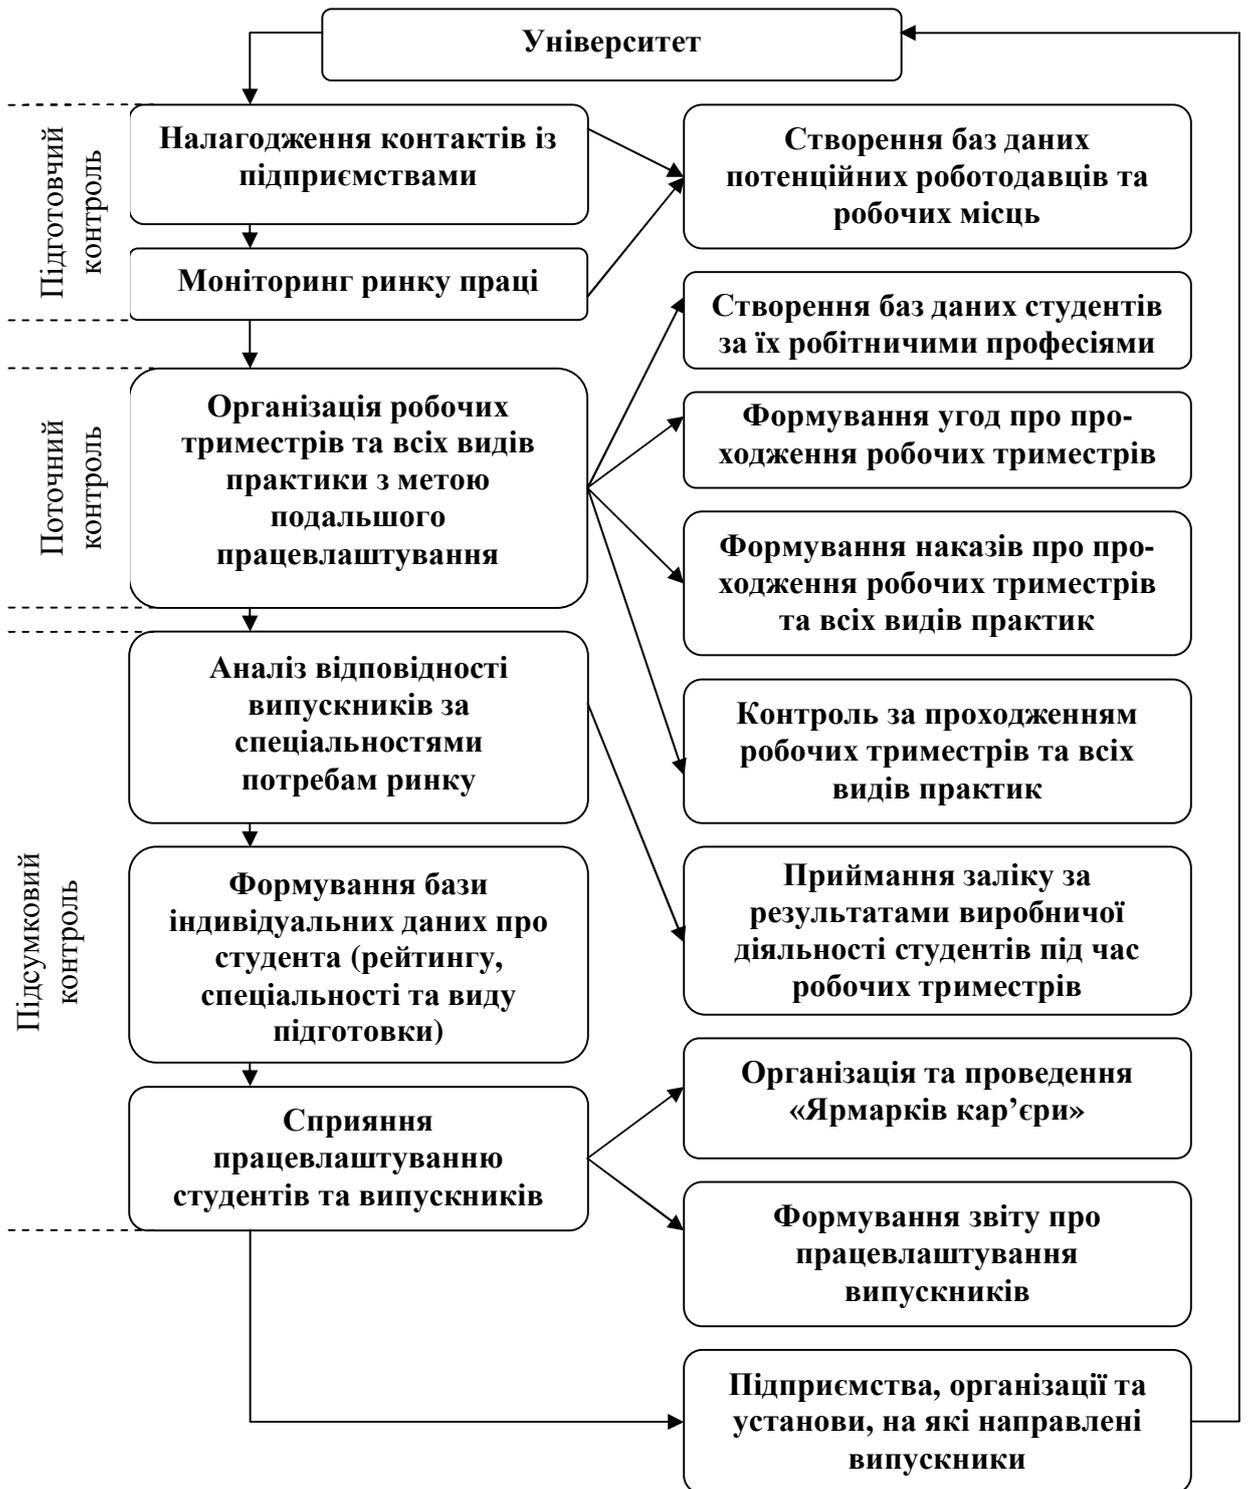 Університет
Підготовчий
контроль
Налагодження контактів із
підприємствами
Моніторинг ринку праці
Створення баз даних
потенційних роботодавців та
робочих місць
Поточний
контроль
Організація робочих
триместрів та всіх видів
практики з метою
подальшого
працевлаштування
Створення баз даних студентів
за їх робітничими професіями
Формування угод про про-
ходження робочих триместрів
Формування наказів про про-
ходження робочих триместрів
та всіх видів практик
Контроль за проходженням
робочих триместрів та всіх
видів практик
Підсумковий
контроль
Аналіз відповідності
випускників за
спеціальностями
потребам ринку
Приймання заліку за
результатами виробничої
діяльності студентів під час
робочих триместрів
Формування бази
індивідуальних даних про
студента (рейтингу,
спеціальності та виду
підготовки)
Сприяння
працевлаштуванню
студентів та випускників
Організація та проведення
«Ярмарків кар’єри»
Формування звіту про
працевлаштування
випускників
Підприємства, організації та
установи, на які направлені
випускники